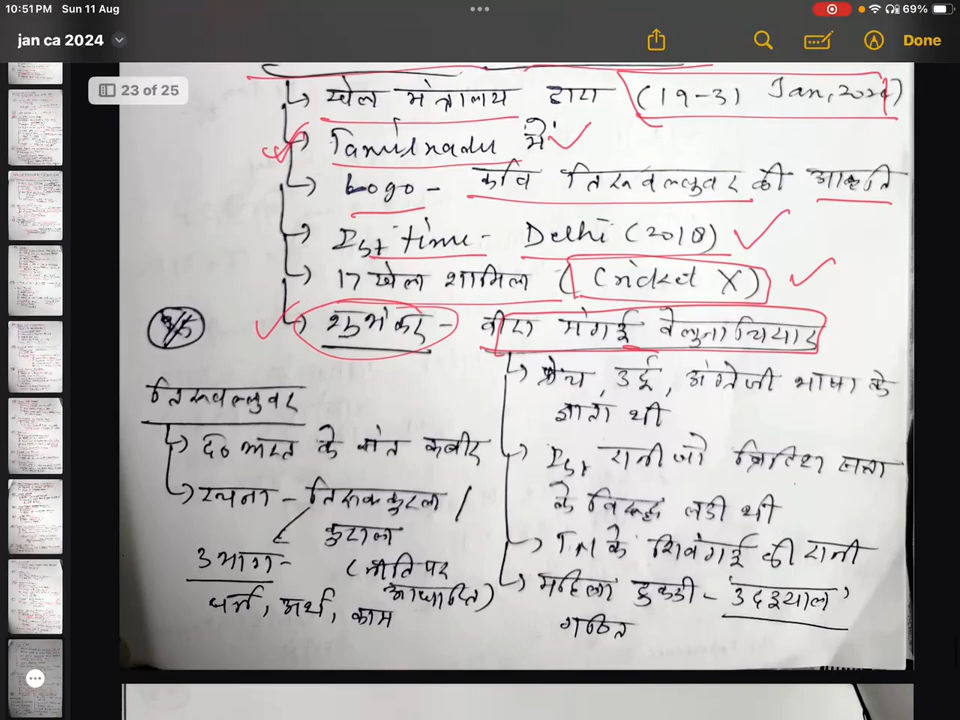 10:51 PM Sun 11 Aug
69%
jan ca 2024
Done
23 of 25
खेल मंत्रालय द्वारा (19-31 Jan, 2024)
Tamilnadu में
Logo - कवि तिरुवल्लुवर की आकृति
Ist time - Delhi (2018)
17 खेल शामिल (Cricket X)
शुभंकर - वीरा मंगई वेलुनाचियार
फ्रेंच, उर्दू, अंग्रेजी भाषा के
ज्ञाता थी
Ist रानी जो ब्रिटिश सत्ता
के विरुद्ध लड़ी थी
TN के शिवगंगई की रानी
महिला टुकड़ी - 'उदइयाल'
गठित
तिरुवल्लुवर
द० भारत के संत कबीर
रचना - तिरुक्कुरल /
कुराल
(नीति पर
आधारित)
3 भाग -
धर्म, अर्थ, काम